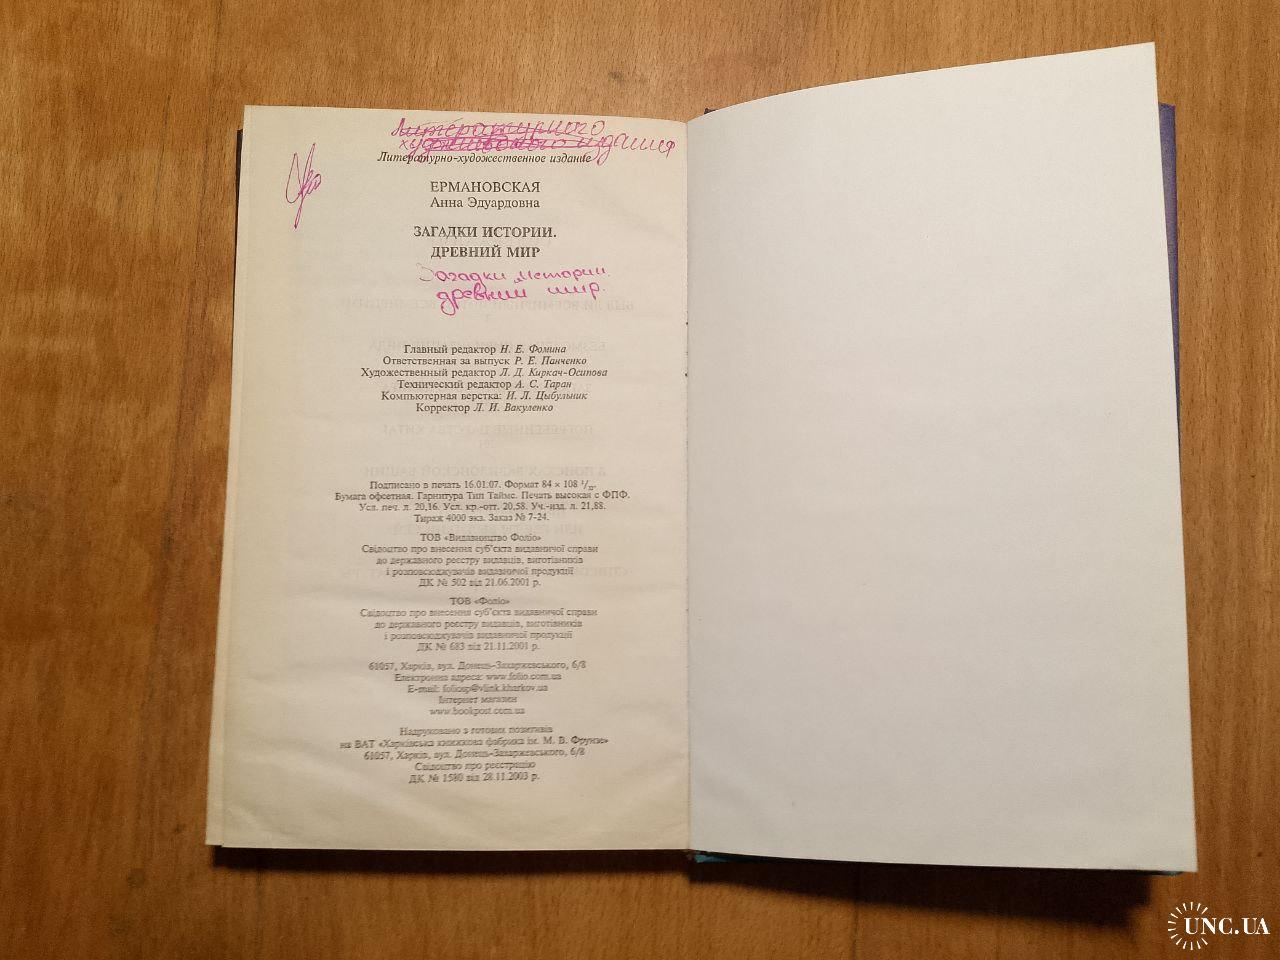 Литературного
художественного издания
Литературно-художественное издание
ЕРМАНОВСКАЯ
Анна Эдуардовна
ЗАГАДКИ ИСТОРИИ.
ДРЕВНИЙ МИР
Загадки истории.
древний мир.
Главный редактор Н. Е. Фомина
Ответственная за выпуск Р. Е. Панченко
Художественный редактор Л. Д. Киркач-Осипова
Технический редактор А. С. Таран
Компьютерная верстка: И. Л. Цыбульник
Корректор Л. И. Вакуленко
Подписано в печать 16.01.07. Формат 84 × 108 1/32.
Бумага офсетная. Гарнитура Тип Таймс. Печать высокая с ФПФ.
Усл. печ. л. 20,16. Усл. кр.-отт. 20,58. Уч.-изд. л. 21,88.
Тираж 4000 экз. Заказ № 7-24.
ТОВ «Видавництво Фоліо»
Свідоцтво про внесення суб’єкта видавничої справи
до державного реєстру видавців, виготівників
і розповсюджувачів видавничої продукції
ДК № 502 від 21.06.2001 р.
ТОВ «Фоліо»
Свідоцтво про внесення суб’єкта видавничої справи
до державного реєстру видавців, виготівників
і розповсюджувачів видавничої продукції
ДК № 683 від 21.11.2001 р.
61057, Харків, вул. Донець-Захаржевського, 6/8
Електронна адреса: www.folio.com.ua
E-mail: foliosp@vlink.kharkov.ua
Інтернет магазин
www.bookpost.com.ua
Надруковано з готових позитивів
на ВАТ «Харківська книжкова фабрика ім. М. В. Фрунзе»
61057, Харків, вул. Донець-Захаржевського, 6/8
Свідоцтво про реєстрацію
ДК № 1580 від 28.11.2003 р.
UNC.UA